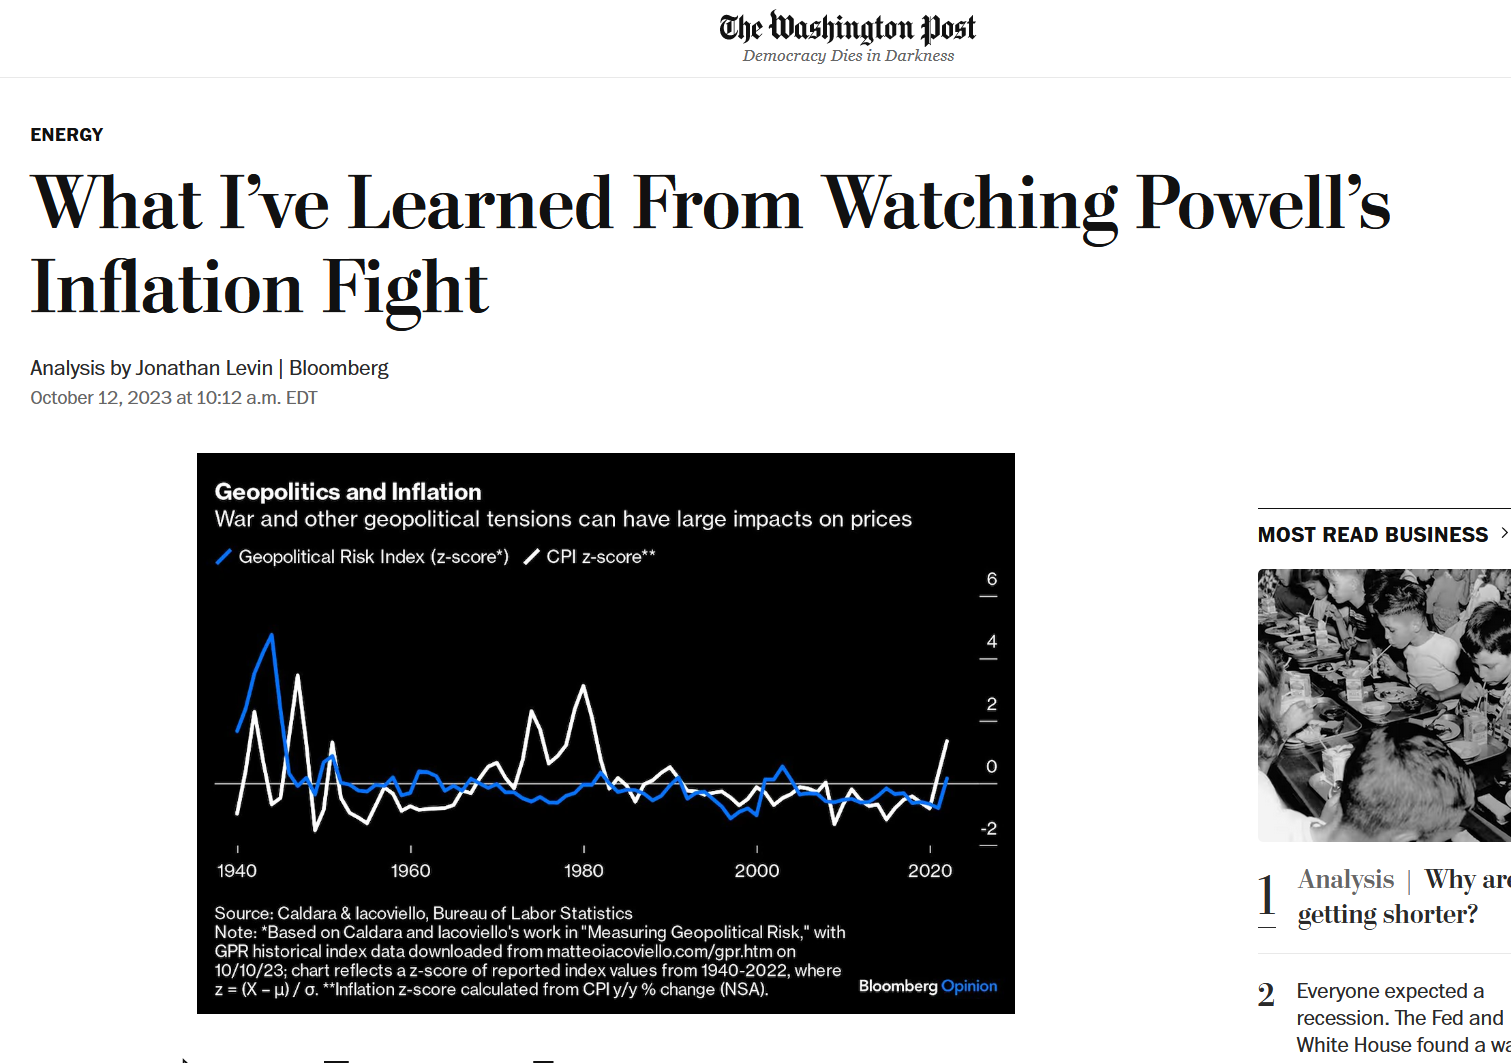 The Washington Post
Democracy Dies in Darkness
ENERGY
What I’ve Learned From Watching Powell’s
Inflation Fight
Analysis by Jonathan Levin | Bloomberg
October 12, 2023 at 10:12 a.m. EDT
Geopolitics and Inflation
War and other geopolitical tensions can have large impacts on prices
Geopolitical Risk Index (z-score*) CPI z-score**
6
4
2
0
-2
1940 1960 1980 2000 2020
Source: Caldara & Iacoviello, Bureau of Labor Statistics
Note: *Based on Caldara and Iacoviello's work in "Measuring Geopolitical Risk," with
GPR historical index data downloaded from matteoiacoviello.com/gpr.htm on
10/10/23; chart reflects a z-score of reported index values from 1940-2022, where
z = (X – μ) / σ. **Inflation z-score calculated from CPI y/y % change (NSA).
Bloomberg Opinion
MOST READ BUSINESS >
1 Analysis | Why are
getting shorter?
2 Everyone expected a
recession. The Fed and
White House found a wa